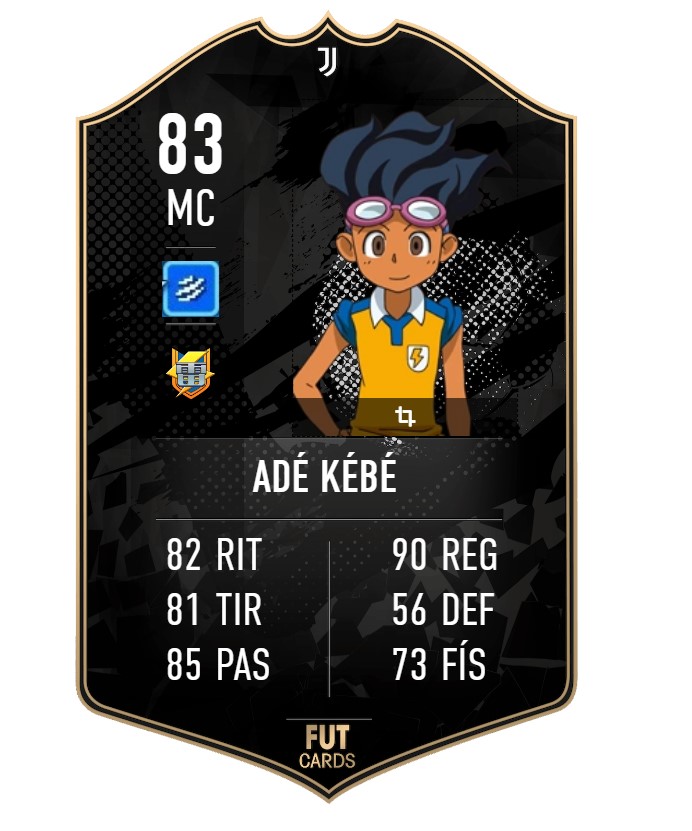 83
MC
ADÉ KÉBÉ
82 RIT
81 TIR
85 PAS
90 REG
56 DEF
73 FÍS
FUT
CARDS